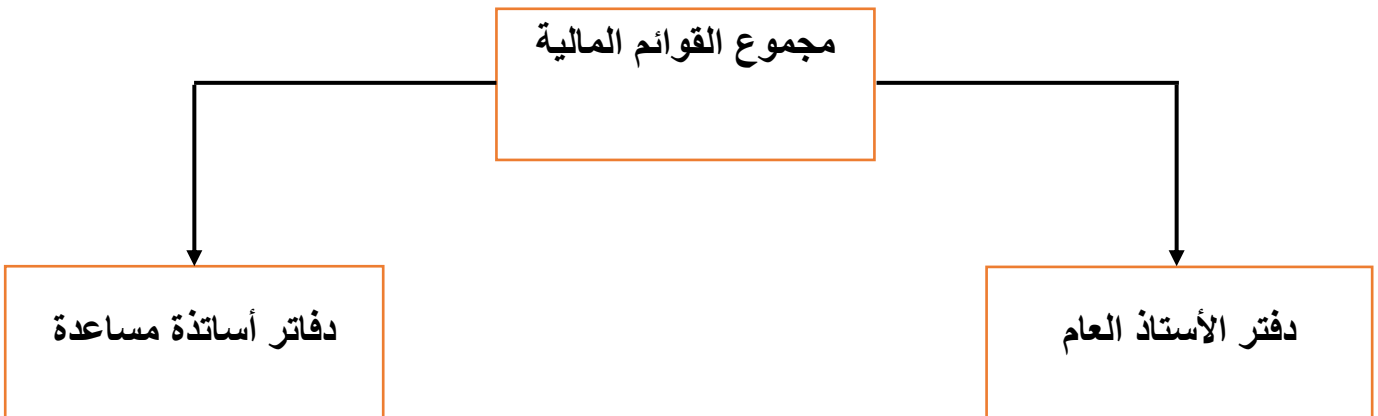 مجموع القوائم المالية
دفتر الأستاذ العام
دفاتر أساتذة مساعدة